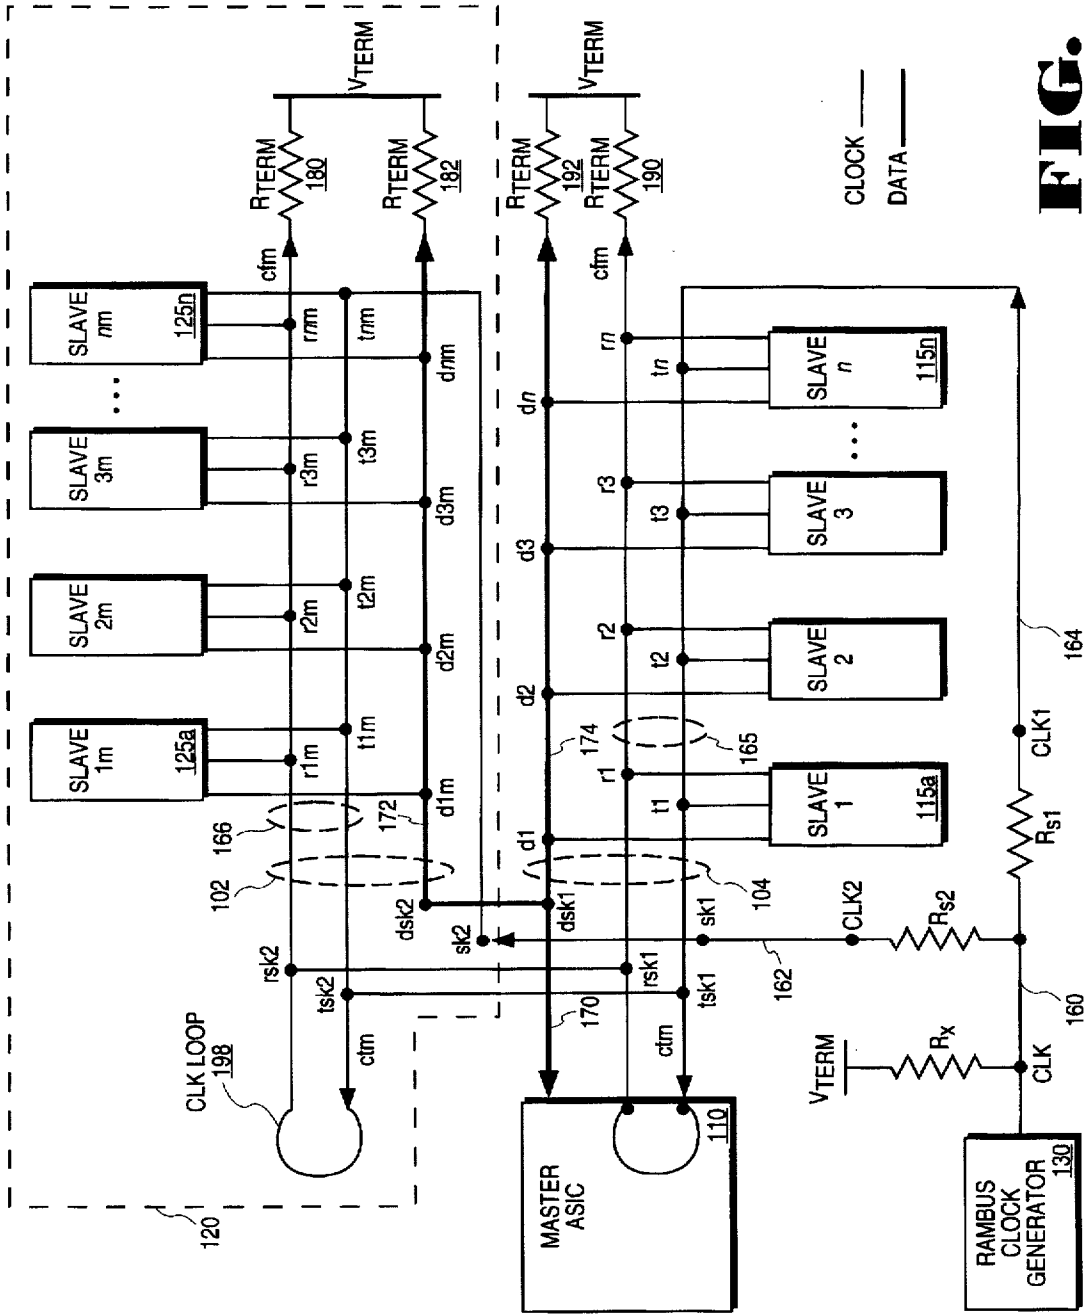 SLAVE
1m
125a
SLAVE
2m
SLAVE
3m
• • •
SLAVE
nm
125n
CLK LOOP
198
rsk2
102
166
r1m
r2m
r3m
rnm
cfm
RTERM
180
VTERM
tsk2
ctm
t1m
t2m
t3m
tnm
172
dsk2
d1m
d2m
d3m
dnm
RTERM
182
sk2
120
MASTER
ASIC
110
170
dsk1
d1
174
d2
d3
dn
RTERM
192
VTERM
rsk1
r1
r2
r3
rn
cfm
RTERM
190
ctm
tsk1
sk1
104
t1
165
t2
t3
tn
SLAVE
1
115a
SLAVE
2
SLAVE
3
• • •
SLAVE
n
115n
162
CLK2
VTERM
Rx
Rs2
RAMBUS
CLOCK
GENERATOR
130
CLK
160
Rs1
CLK1
164
CLOCK
DATA
FIG.